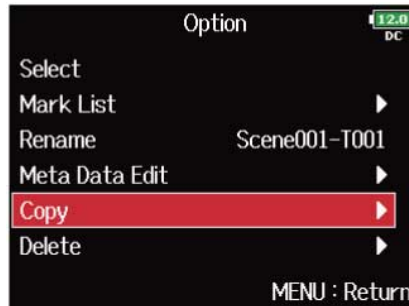 Option
12.0
DC
Select
Mark List
Rename Scene001-T001
Meta Data Edit
Copy
Delete
MENU : Return